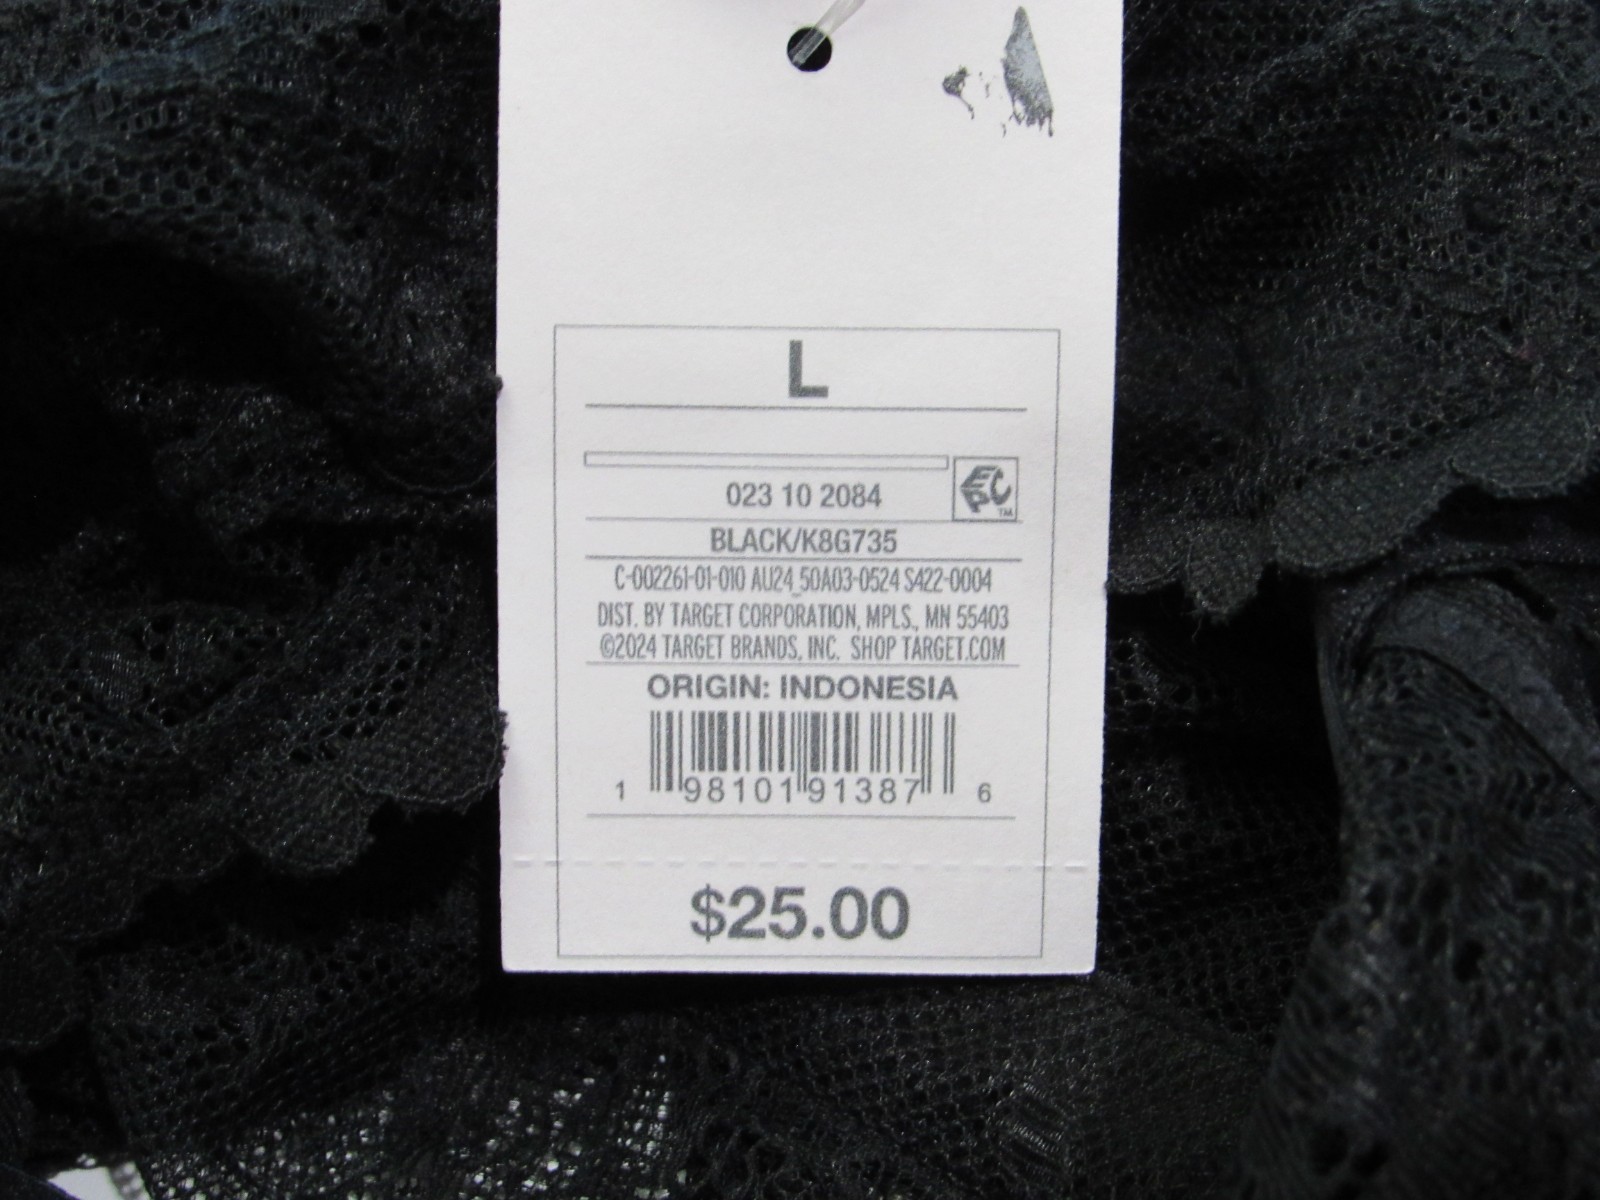 L
023 10 2084
EPC™
BLACK/K8G735
C-002261-01-010 AU24_50A03-0524 S422-0004
DIST. BY TARGET CORPORATION, MPLS., MN 55403
©2024 TARGET BRANDS, INC. SHOP TARGET.COM
ORIGIN: INDONESIA
1 98101 91387 6
$25.00